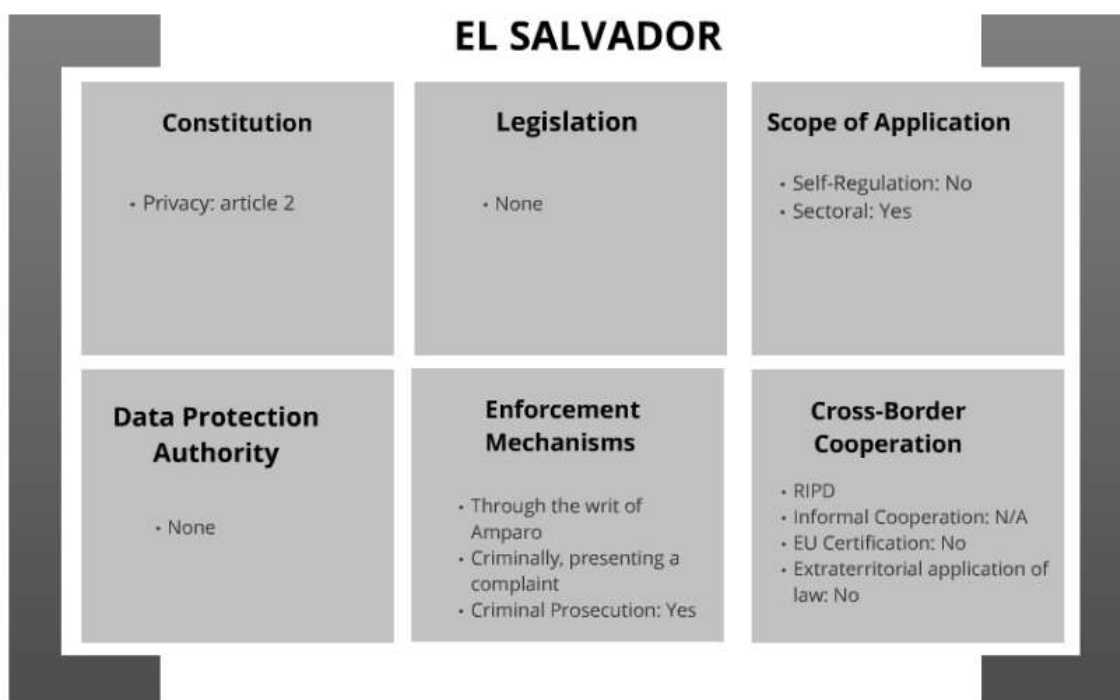 EL SALVADOR
Constitution
• Privacy: article 2
Legislation
• None
Scope of Application
• Self-Regulation: No
• Sectoral: Yes
Data Protection
Authority
• None
Enforcement
Mechanisms
• Through the writ of
Amparo
• Criminally, presenting a
complaint
• Criminal Prosecution: Yes
Cross-Border
Cooperation
• RIPD
• Informal Cooperation: N/A
• EU Certification: No
• Extraterritorial application of
law: No